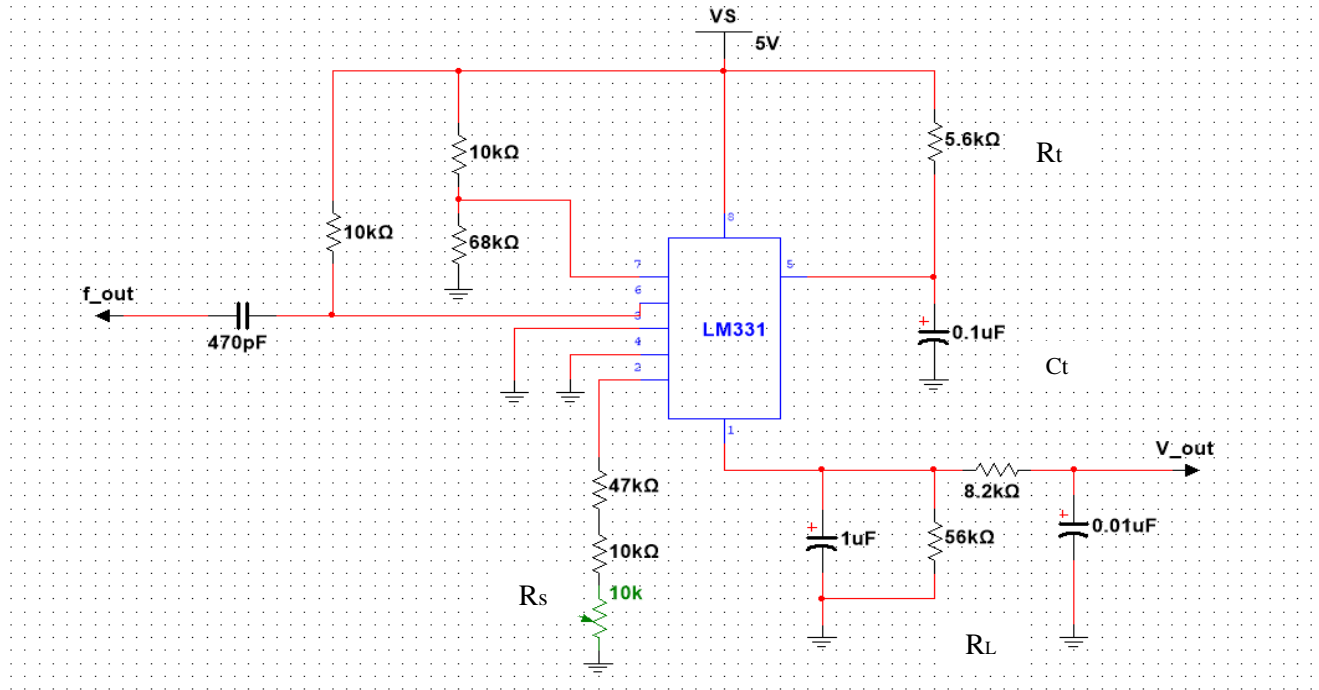 VS
5V
10kΩ
5.6kΩ
Rt
10kΩ
68kΩ
8
7
5
f_out
6
3
470pF
LM331
0.1uF
4
Ct
2
1
V_out
47kΩ
8.2kΩ
1uF
56kΩ
0.01uF
10kΩ
Rs
10k
RL